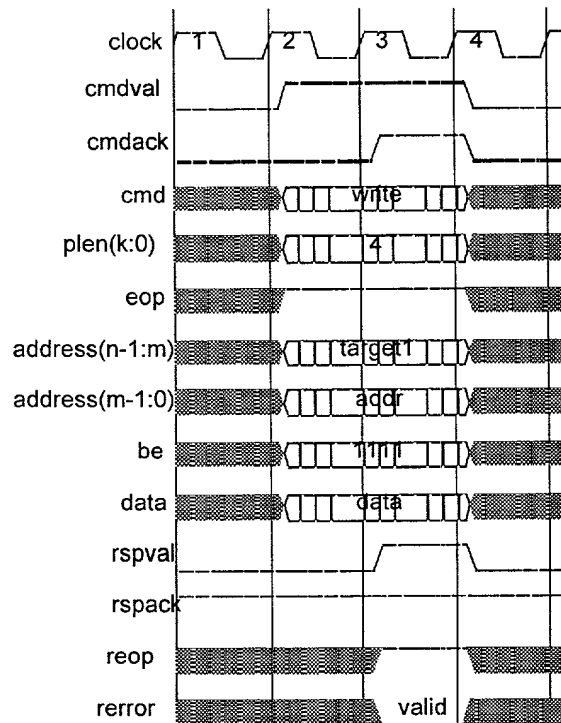 clock 1 2 3 4
cmdval
cmdack
cmd write
plen(k:0) 4
eop
address(n-1:m) target1
address(m-1:0) addr
be 1111
data data
rspval
rspack
reop
rerror valid